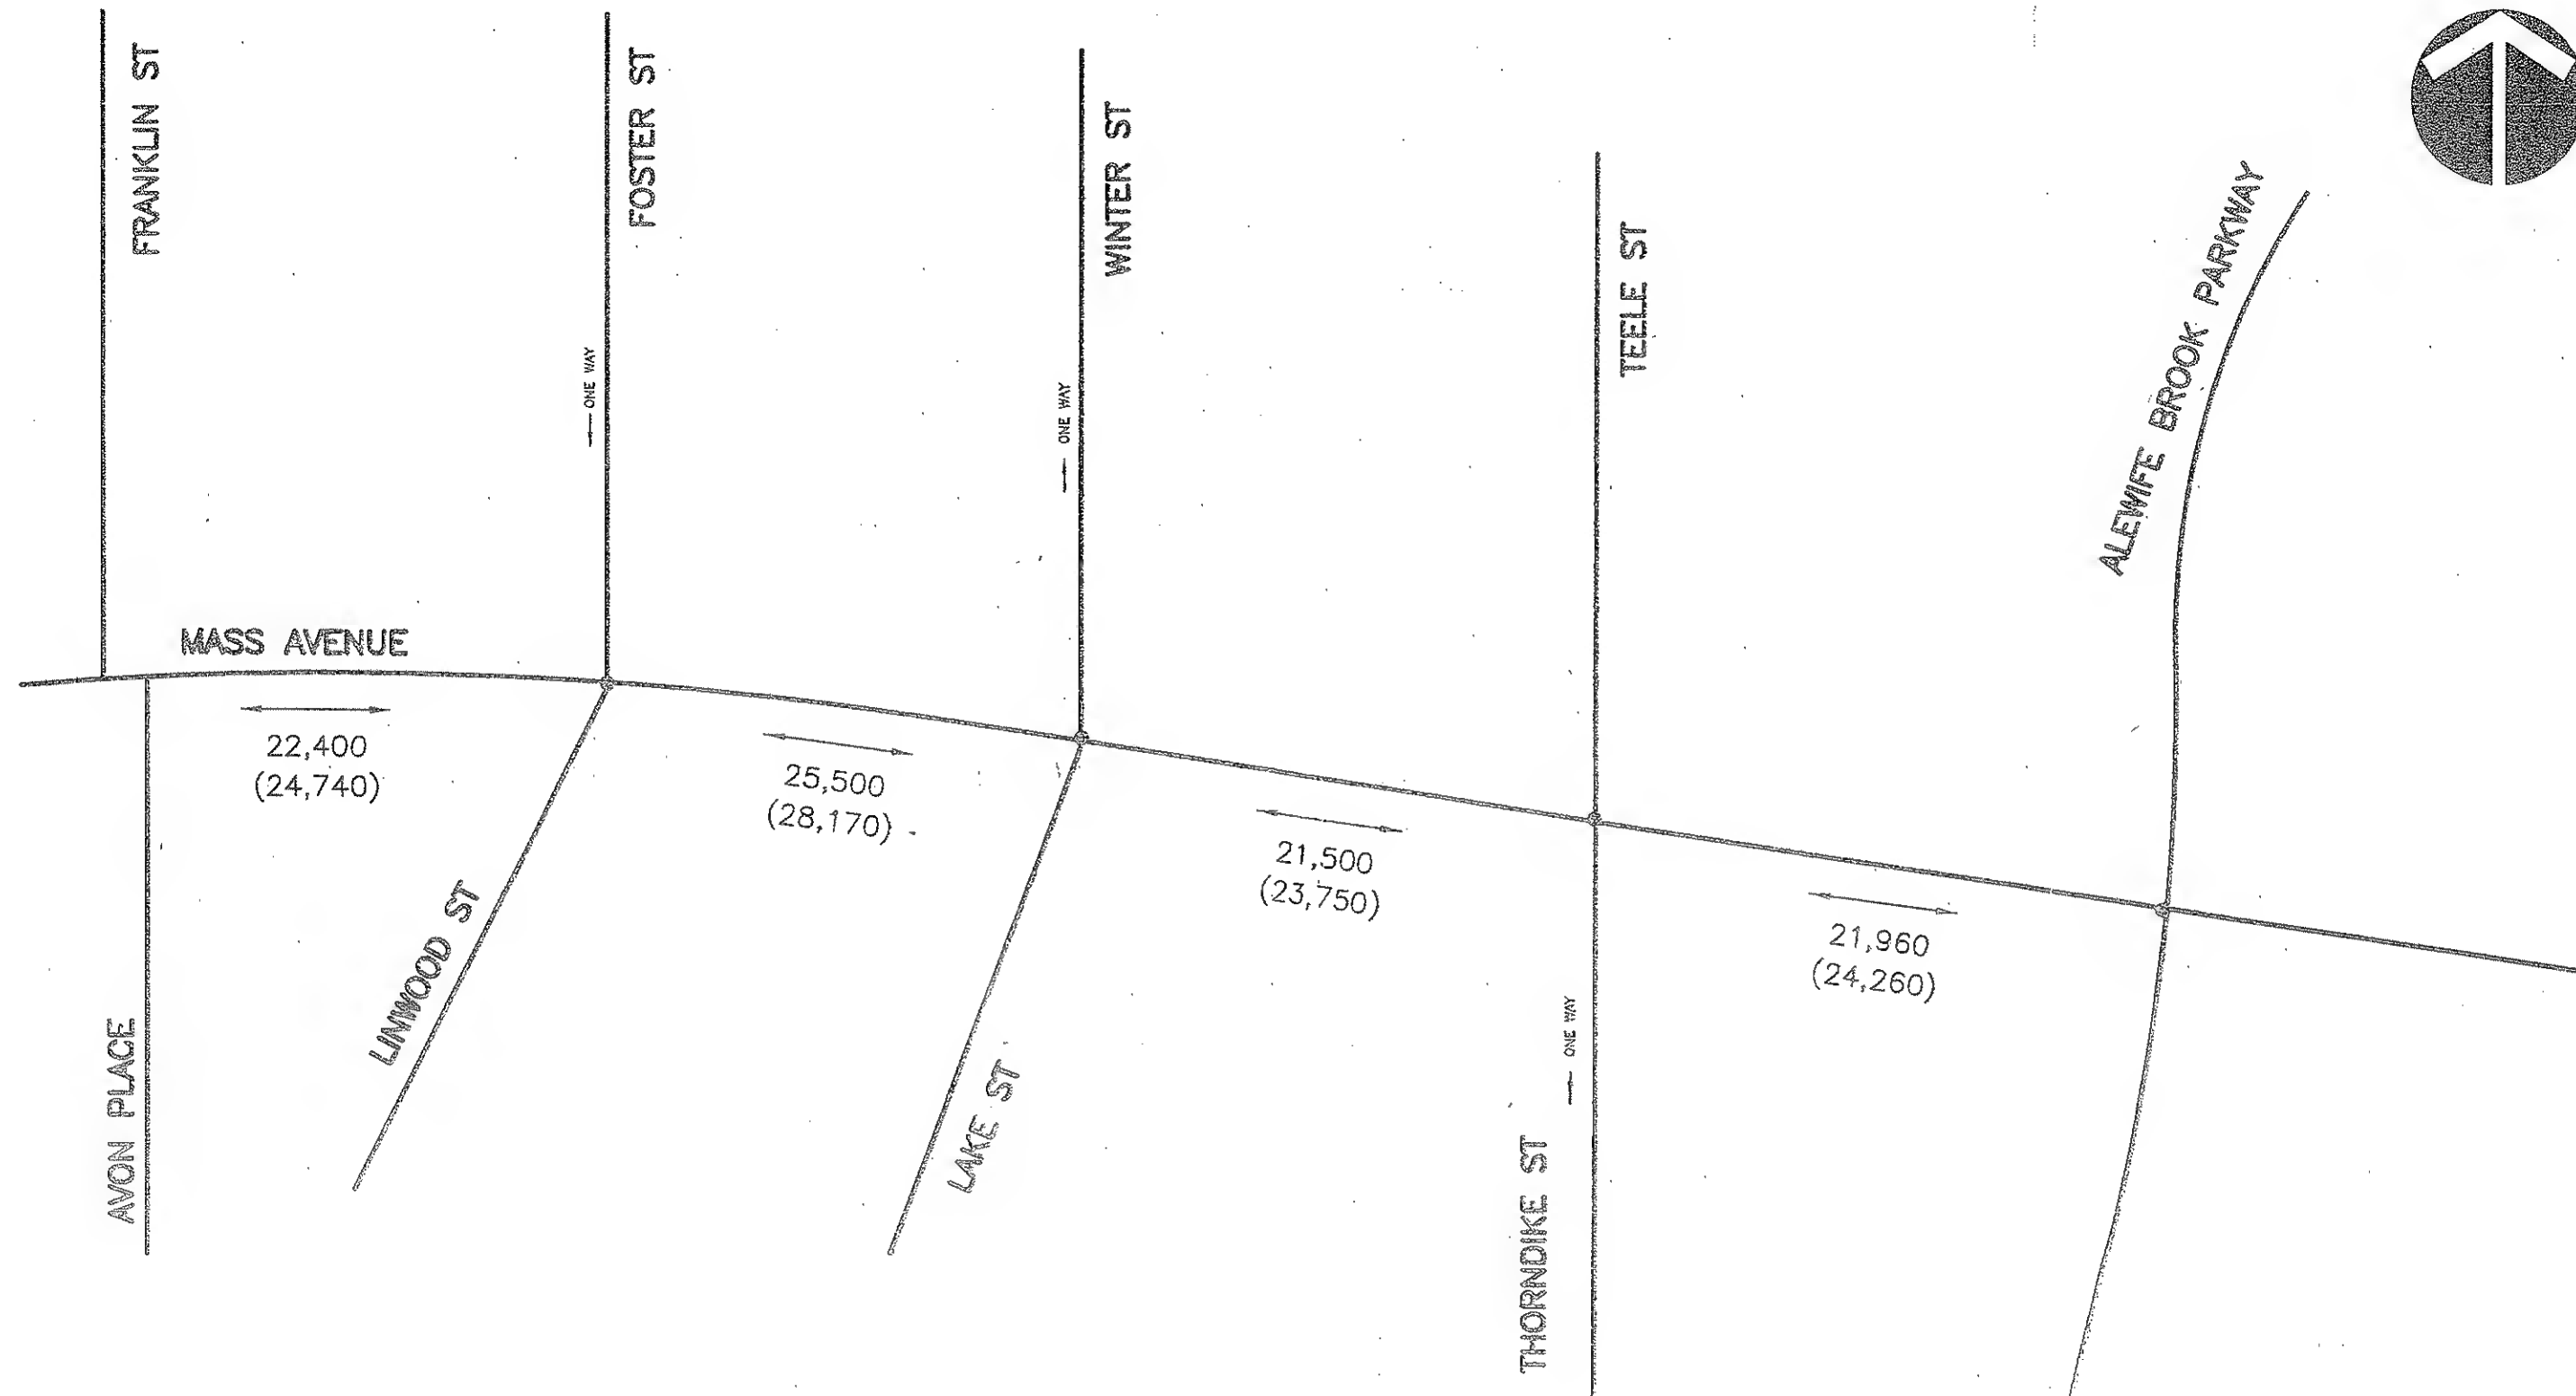 FRANKLIN ST
FOSTER ST
WINTER ST
TEELE ST
ALEWIFE BROOK PARKWAY
ONE WAY
ONE WAY
MASS AVENUE
22,400
(24,740)
25,500
(28,170)
21,500
(23,750)
21,960
(24,260)
AVON PLACE
LINWOOD ST
LAKE ST
ONE WAY
THORNDIKE ST